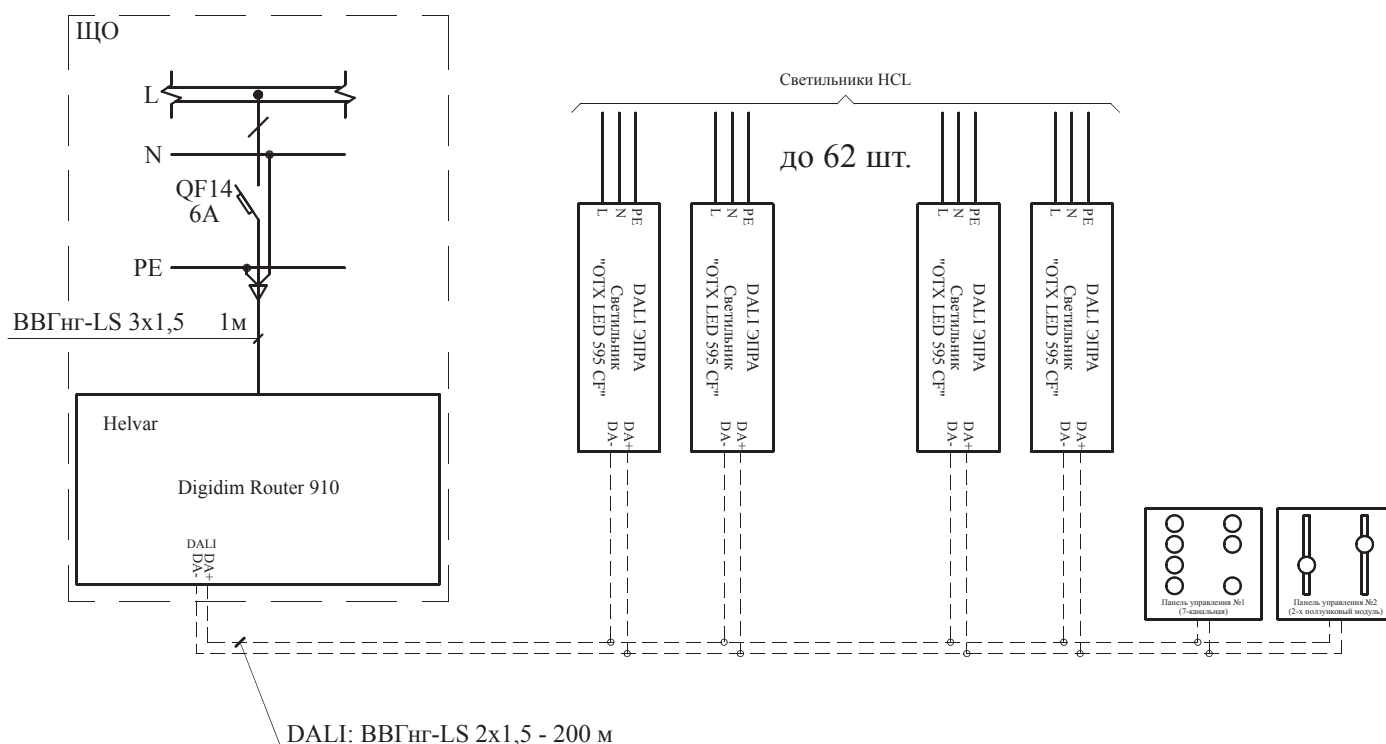 ЩО
L
N
QF14
6А
PE
ВВГнг-LS 3х1,5 1м
Helvar
Digidim Router 910
DALI
DA-
DA+
Светильники HCL
до 62 шт.
L
N
PE
DALI ЭПРА
Светильник
"OTX LED 595 CF"
DA-
DA+
L
N
PE
DALI ЭПРА
Светильник
"OTX LED 595 CF"
DA-
DA+
L
N
PE
DALI ЭПРА
Светильник
"OTX LED 595 CF"
DA-
DA+
L
N
PE
DALI ЭПРА
Светильник
"OTX LED 595 CF"
DA-
DA+
Панель управления №1
(7-канальная)
Панель управления №2
(2-х ползунковый модуль)
DALI: ВВГнг-LS 2х1,5 - 200 м